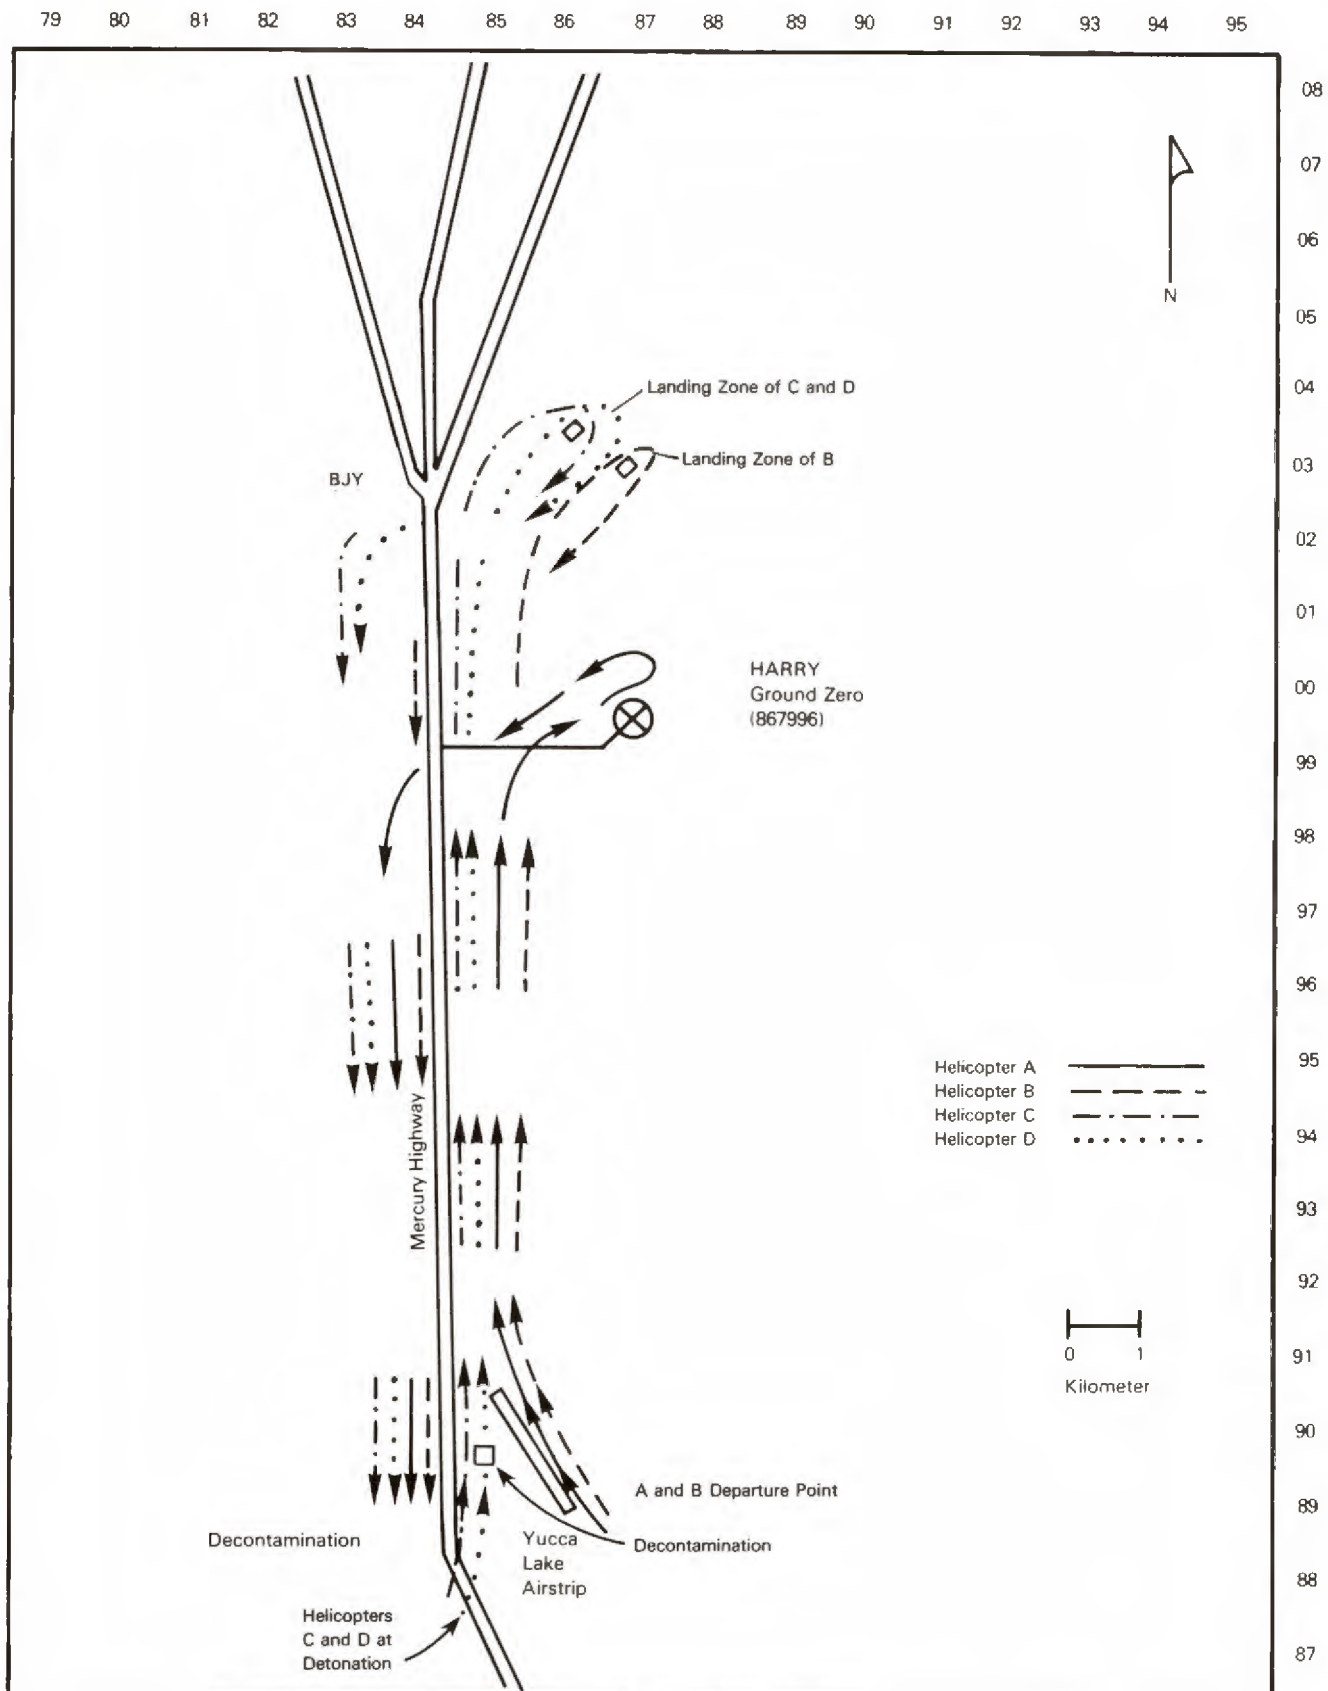 79 80 81 82 83 84 85 86 87 88 89 90 91 92 93 94 95
08
07
06
N
05
04
Landing Zone of C and D
Landing Zone of B
03
BJY
02
01
HARRY
Ground Zero
(867996)
00
99
98
97
96
95
Helicopter A
Helicopter B
Helicopter C
Helicopter D
94
Mercury Highway
93
92
0 1
Kilometer
91
90
A and B Departure Point
89
Decontamination
Yucca
Lake
Airstrip
Decontamination
88
Helicopters
C and D at
Detonation
87